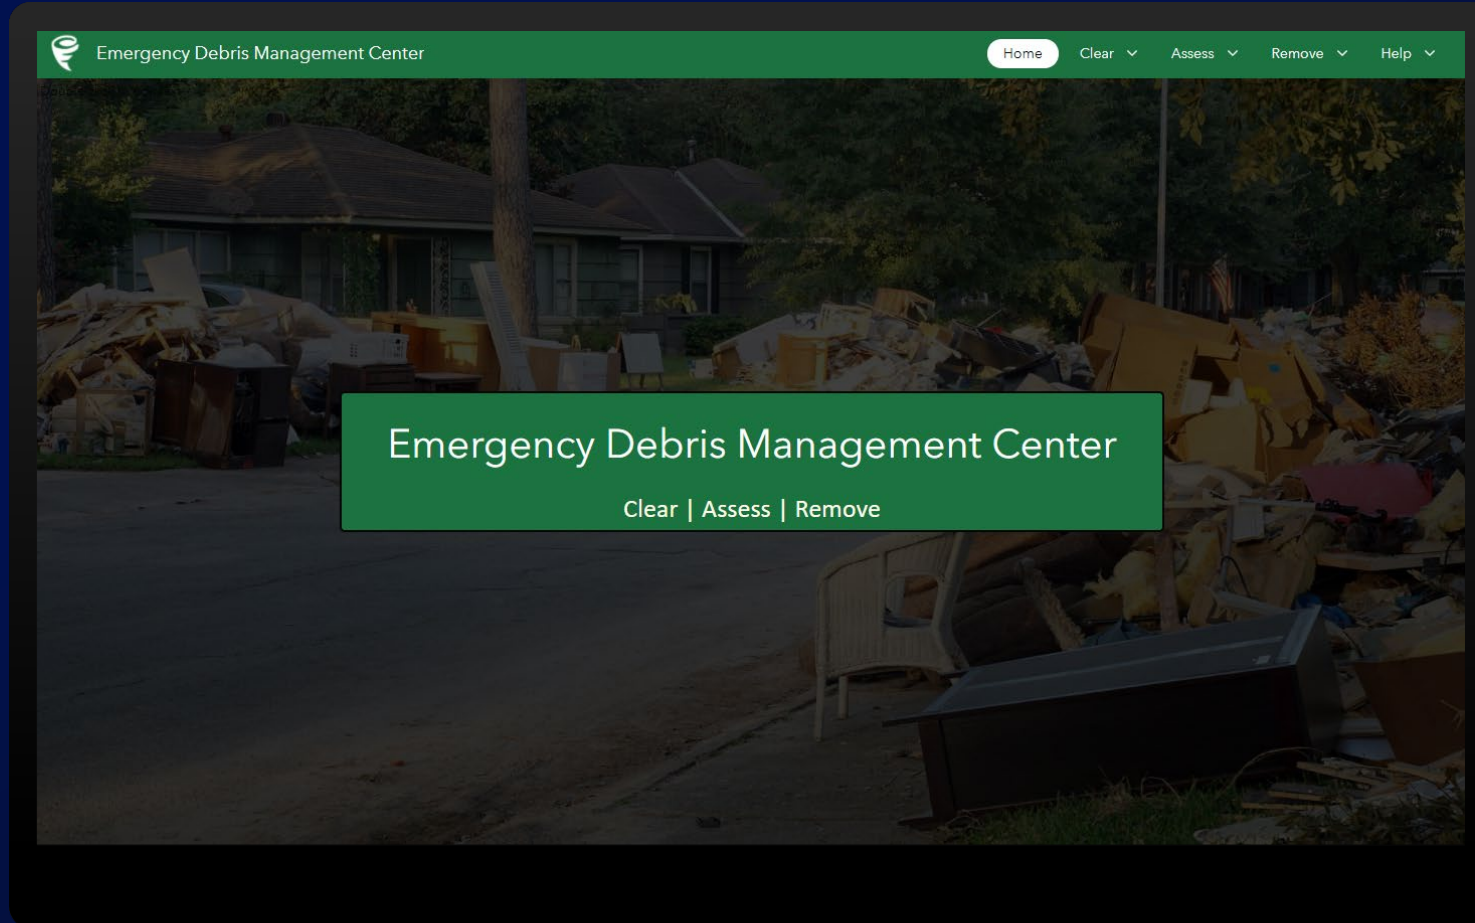 Emergency Debris Management Center
Home Clear Assess Remove Help
Emergency Debris Management Center
Clear | Assess | Remove